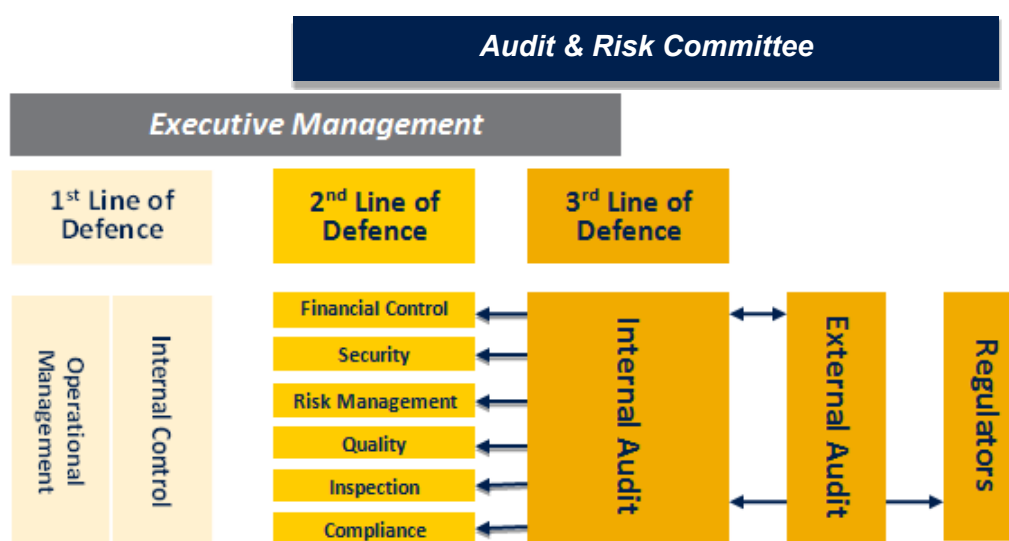 Audit & Risk Committee
Executive Management
1st Line of
Defence
2nd Line of
Defence
3rd Line of
Defence
Operational
Management
Internal Control
Financial Control
Security
Risk Management
Quality
Inspection
Compliance
Internal Audit
External Audit
Regulators